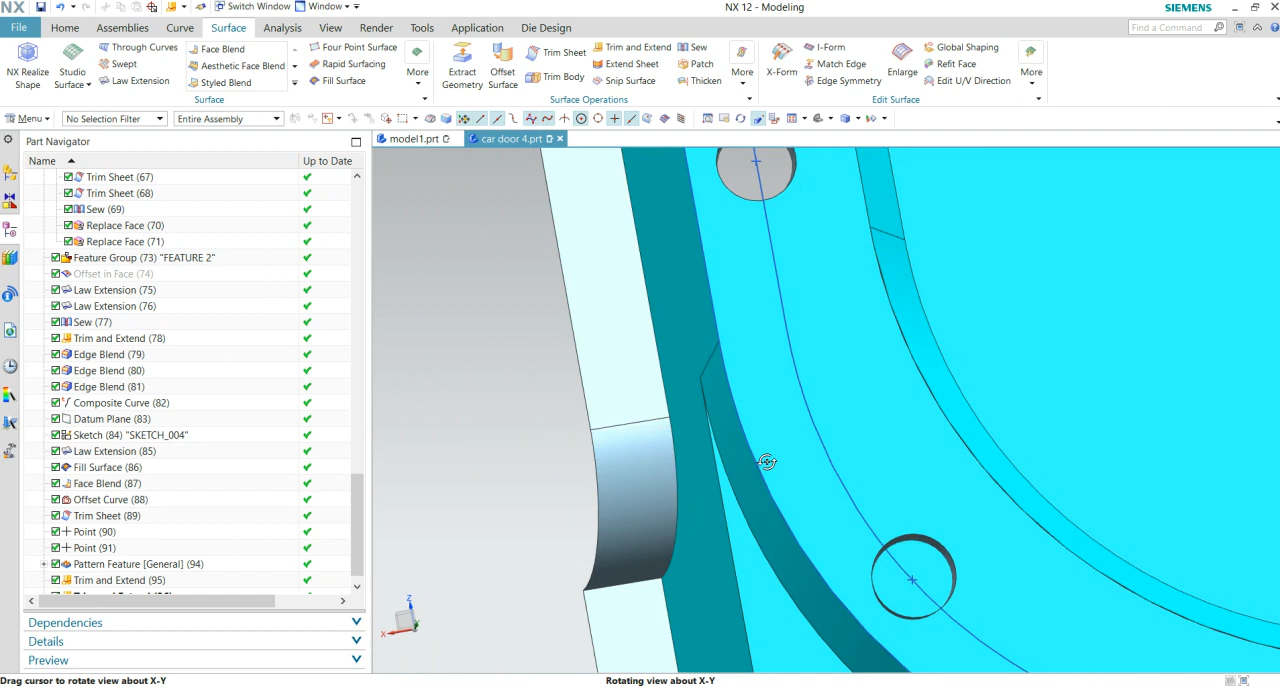 NX Switch Window Window NX 12 - Modeling SIEMENS
File Home Assemblies Curve Surface Analysis View Render Tools Application Die Design Find a Command
NX Realize Shape
Studio Surface
Through Curves
Swept
Law Extension
Face Blend
Aesthetic Face Blend
Styled Blend
Four Point Surface
Rapid Surfacing
Fill Surface
More
Surface
Extract Geometry
Offset Surface
Trim Sheet
Trim Body
Trim and Extend
Extend Sheet
Snip Surface
Sew
Patch
Thicken
More
Surface Operations
X-Form
I-Form
Match Edge
Edge Symmetry
Enlarge
Global Shaping
Refit Face
Edit U/V Direction
More
Edit Surface
Menu No Selection Filter Entire Assembly
Part Navigator
model1.prt car door 4.prt
Name Up to Date
Trim Sheet (67)
Trim Sheet (68)
Sew (69)
Replace Face (70)
Replace Face (71)
Feature Group (73) "FEATURE 2"
Offset in Face (74)
Law Extension (75)
Law Extension (76)
Sew (77)
Trim and Extend (78)
Edge Blend (79)
Edge Blend (80)
Edge Blend (81)
Composite Curve (82)
Datum Plane (83)
Sketch (84) "SKETCH_004"
Law Extension (85)
Fill Surface (86)
Face Blend (87)
Offset Curve (88)
Trim Sheet (89)
Point (90)
Point (91)
Pattern Feature [General] (94)
Trim and Extend (95)
Dependencies
Details
Preview
Z
X
Drag cursor to rotate view about X-Y Rotating view about X-Y